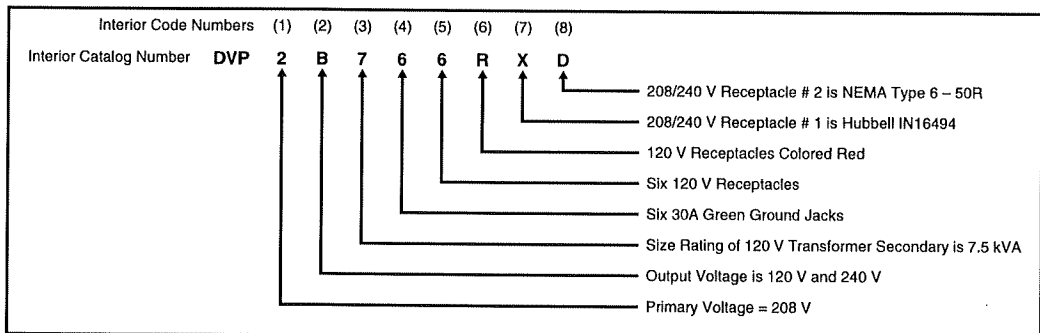 Interior Code Numbers (1) (2) (3) (4) (5) (6) (7) (8)
Interior Catalog Number DVP 2 B 7 6 6 R X D
208/240 V Receptacle # 2 is NEMA Type 6 – 50R
208/240 V Receptacle # 1 is Hubbell IN16494
120 V Receptacles Colored Red
Six 120 V Receptacles
Six 30A Green Ground Jacks
Size Rating of 120 V Transformer Secondary is 7.5 kVA
Output Voltage is 120 V and 240 V
Primary Voltage = 208 V